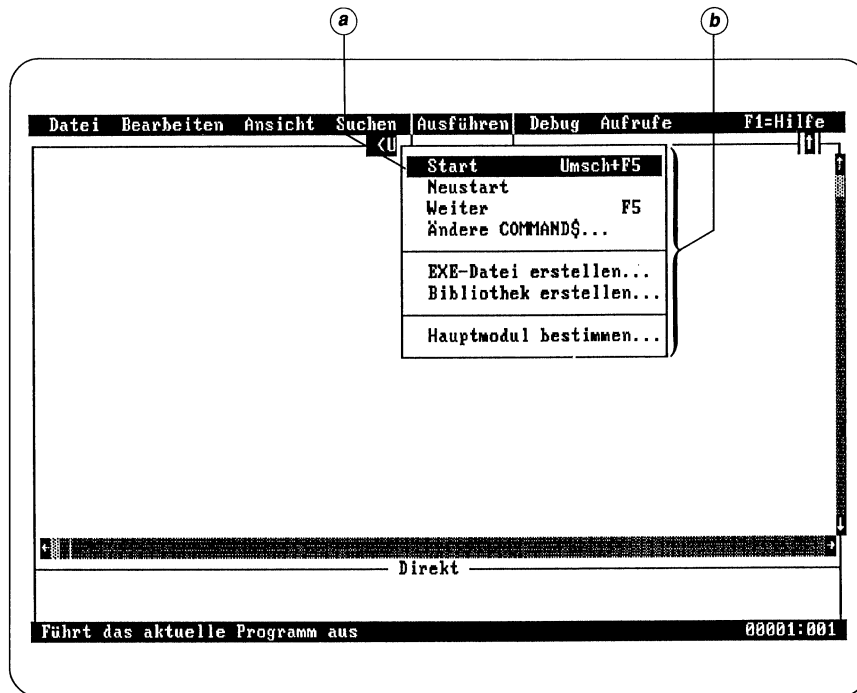 a b
Datei Bearbeiten Ansicht Suchen Ausführen Debug Aufrufe F1=Hilfe
<U
Start Umsch+F5
Neustart
Weiter F5
Ändere COMMAND$...
EXE-Datei erstellen...
Bibliothek erstellen...
Hauptmodul bestimmen...
Direkt
Führt das aktuelle Programm aus 00001:001